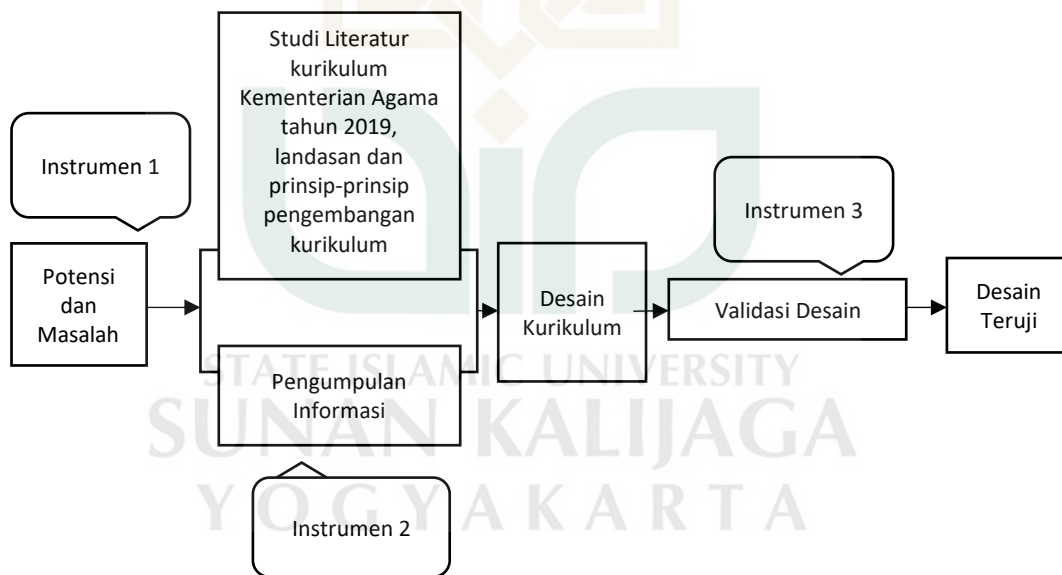 Studi Literatur
kurikulum
Kementerian Agama
tahun 2019,
landasan dan
prinsip-prinsip
pengembangan
kurikulum
Instrumen 1
Instrumen 3
Potensi
dan
Masalah
Desain
Kurikulum
Validasi Desain
Desain
Teruji
Pengumpulan
Informasi
Instrumen 2
STATE ISLAMIC UNIVERSITY
SUNAN KALIJAGA
YOGYAKARTA